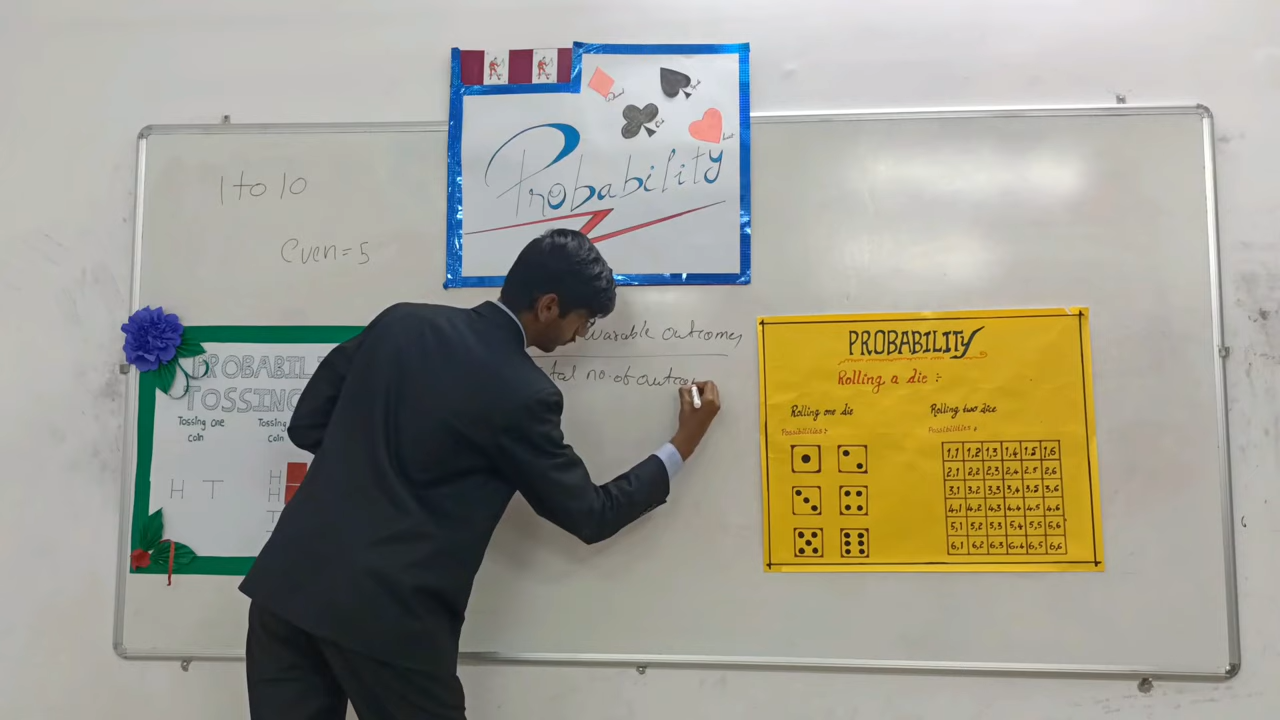 Probability
1 to 10
Even = 5
warable outcomes
tal no. of outco
PROBABIL
TOSSING
Tossing one
coin
Tossing
H T
H
H
T
PROBABILITY
Rolling a die :-
Rolling one die
Possibilities :
Rolling two dice
Possibilities :
1,1 1,2 1,3 1,4 1,5 1,6
2,1 2,2 2,3 2,4 2,5 2,6
3,1 3,2 3,3 3,4 3,5 3,6
4,1 4,2 4,3 4,4 4,5 4,6
5,1 5,2 5,3 5,4 5,5 5,6
6,1 6,2 6,3 6,4 6,5 6,6